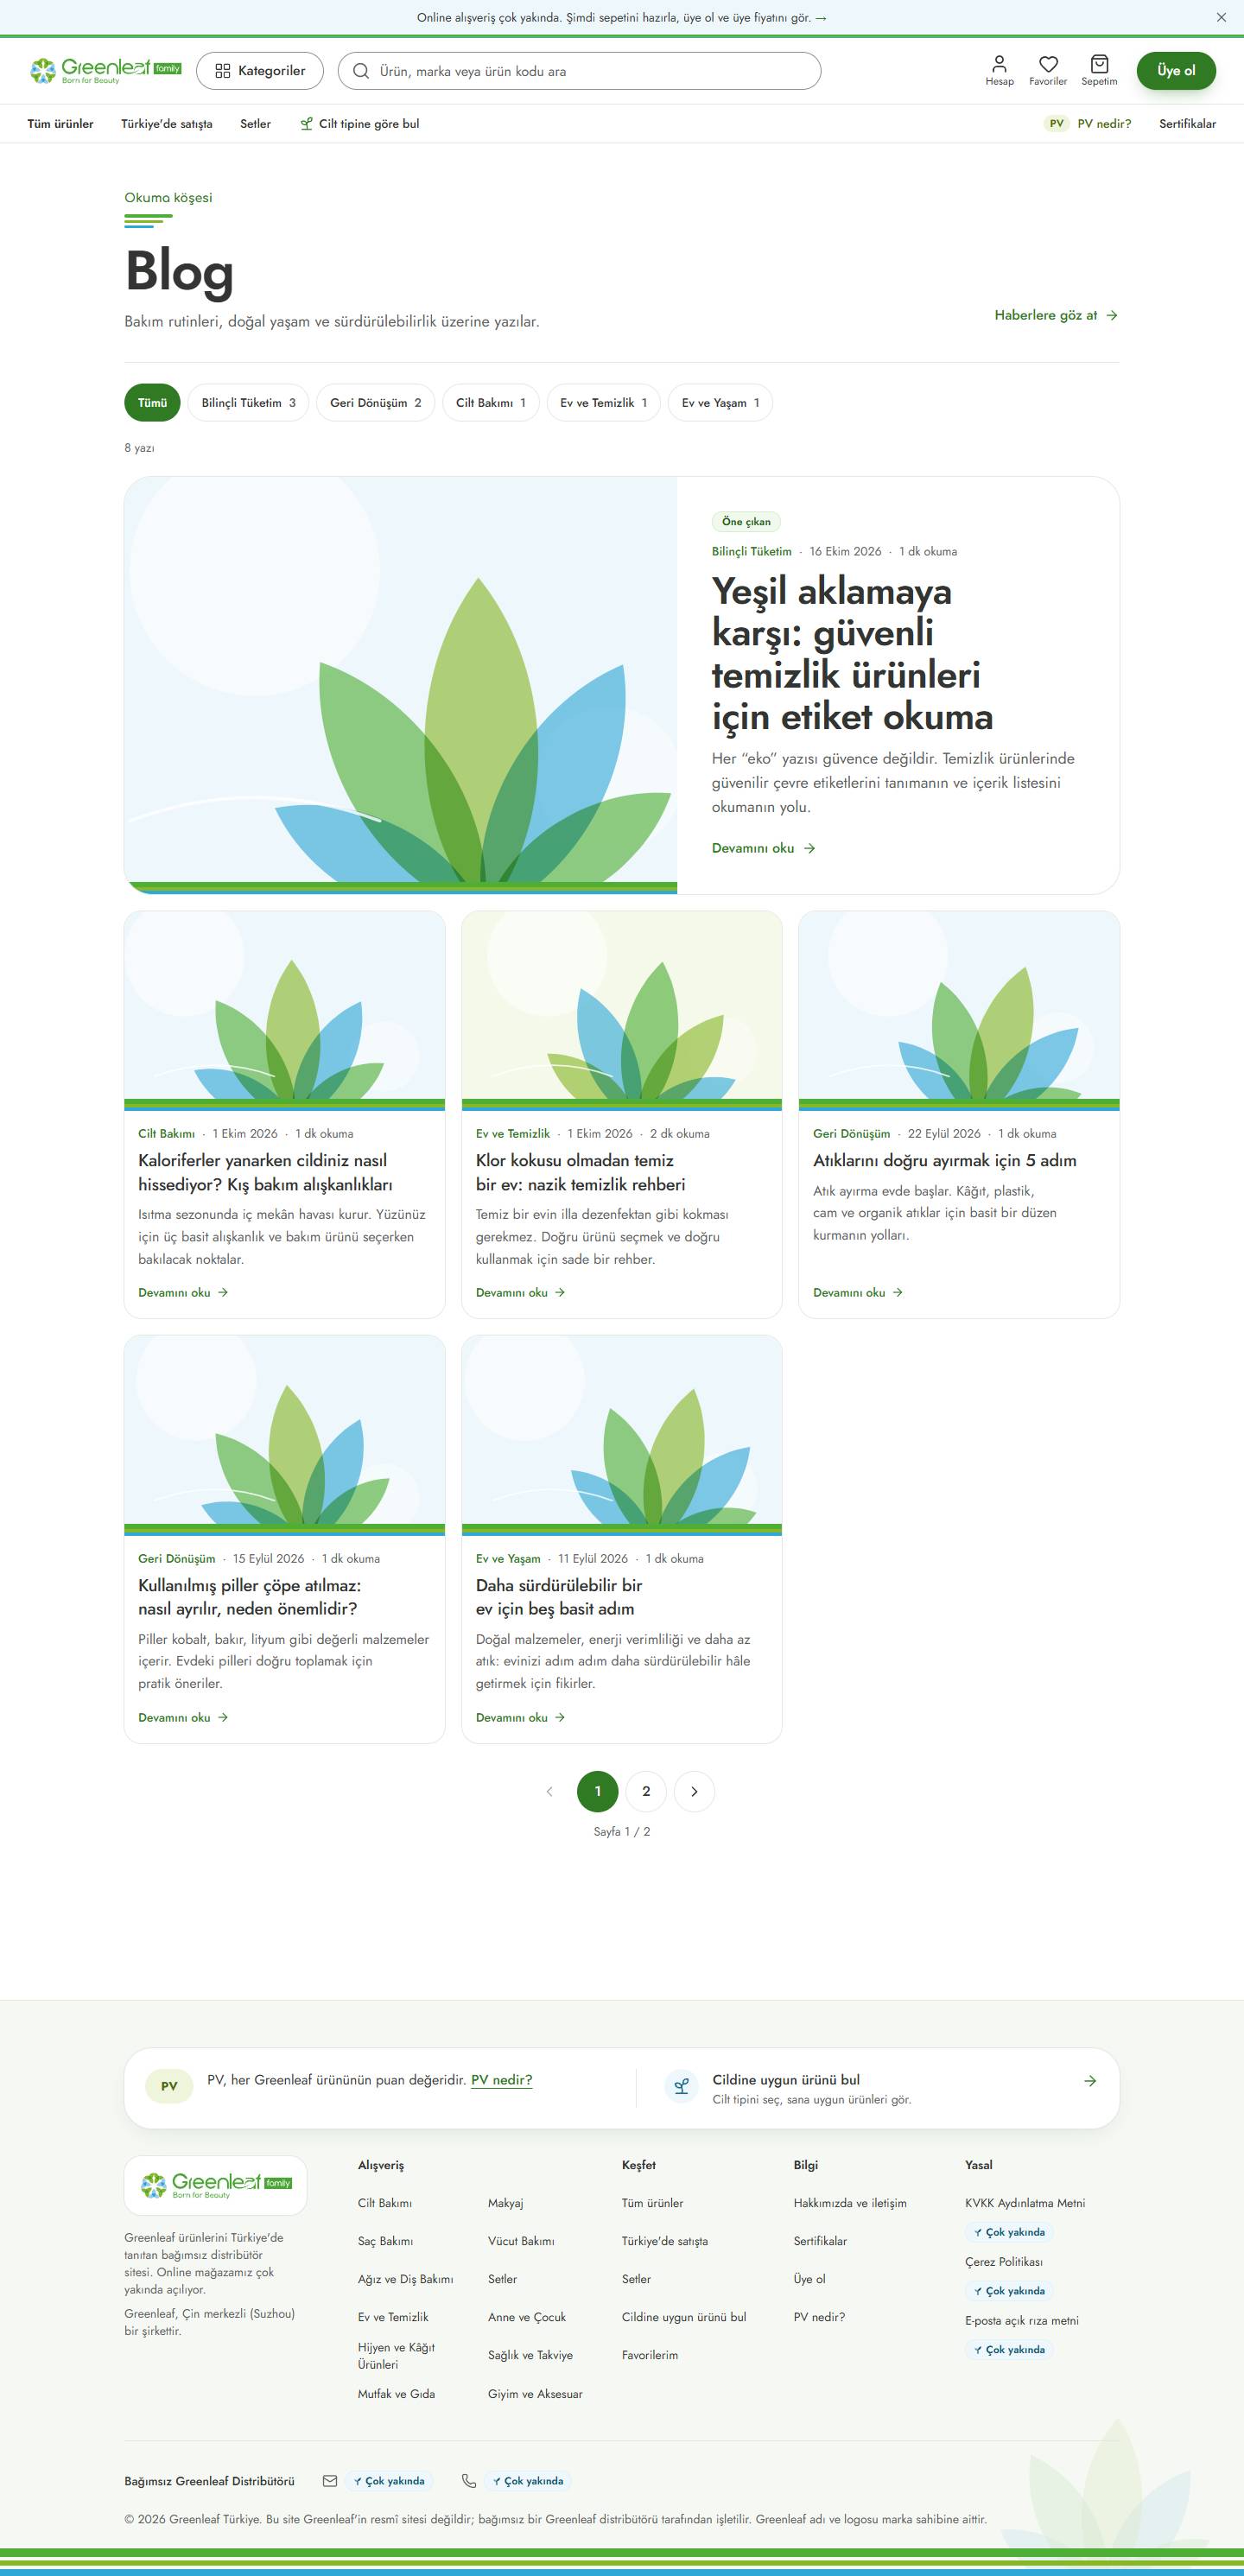 Online alışveriş çok yakında. Şimdi sepetini hazırla, üye ol ve üye fiyatını gör. →
Greenleaf family
Born for Beauty
Kategoriler
Ürün, marka veya ürün kodu ara
Hesap
Favoriler
Sepetim
Üye ol
Tüm ürünler
Türkiye'de satışta
Setler
Cilt tipine göre bul
PV
PV nedir?
Sertifikalar
Okuma köşesi
Blog
Bakım rutinleri, doğal yaşam ve sürdürülebilirlik üzerine yazılar.
Haberlere göz at
Tümü
Bilinçli Tüketim 3
Geri Dönüşüm 2
Cilt Bakımı 1
Ev ve Temizlik 1
Ev ve Yaşam 1
8 yazı
Öne çıkan
Bilinçli Tüketim · 16 Ekim 2026 · 1 dk okuma
Yeşil aklamaya
karşı: güvenli
temizlik ürünleri
için etiket okuma
Her “eko” yazısı güvence değildir. Temizlik ürünlerinde
güvenilir çevre etiketlerini tanımanın ve içerik listesini
okumanın yolu.
Devamını oku
Cilt Bakımı · 1 Ekim 2026 · 1 dk okuma
Kaloriferler yanarken cildiniz nasıl
hissediyor? Kış bakım alışkanlıkları
Isıtma sezonunda iç mekân havası kurur. Yüzünüz
için üç basit alışkanlık ve bakım ürünü seçerken
bakılacak noktalar.
Devamını oku
Ev ve Temizlik · 1 Ekim 2026 · 2 dk okuma
Klor kokusu olmadan temiz
bir ev: nazik temizlik rehberi
Temiz bir evin illa dezenfektan gibi kokması
gerekmez. Doğru ürünü seçmek ve doğru
kullanmak için sade bir rehber.
Devamını oku
Geri Dönüşüm · 22 Eylül 2026 · 1 dk okuma
Atıklarını doğru ayırmak için 5 adım
Atık ayırma evde başlar. Kâğıt, plastik,
cam ve organik atıklar için basit bir düzen
kurmanın yolları.
Devamını oku
Geri Dönüşüm · 15 Eylül 2026 · 1 dk okuma
Kullanılmış piller çöpe atılmaz:
nasıl ayrılır, neden önemlidir?
Piller kobalt, bakır, lityum gibi değerli malzemeler
içerir. Evdeki pilleri doğru toplamak için
pratik öneriler.
Devamını oku
Ev ve Yaşam · 11 Eylül 2026 · 1 dk okuma
Daha sürdürülebilir bir
ev için beş basit adım
Doğal malzemeler, enerji verimliliği ve daha az
atık: evinizi adım adım daha sürdürülebilir hâle
getirmek için fikirler.
Devamını oku
1
2
Sayfa 1 / 2
PV
PV, her Greenleaf ürününün puan değeridir. PV nedir?
Cildine uygun ürünü bul
Cilt tipini seç, sana uygun ürünleri gör.
Greenleaf family
Born for Beauty
Greenleaf ürünlerini Türkiye'de
tanıtan bağımsız distribütör
sitesi. Online mağazamız çok
yakında açılıyor.
Greenleaf, Çin merkezli (Suzhou)
bir şirkettir.
Alışveriş
Cilt Bakımı
Saç Bakımı
Ağız ve Diş Bakımı
Ev ve Temizlik
Hijyen ve Kâğıt
Ürünleri
Mutfak ve Gıda
Makyaj
Vücut Bakımı
Setler
Anne ve Çocuk
Sağlık ve Takviye
Giyim ve Aksesuar
Keşfet
Tüm ürünler
Türkiye'de satışta
Setler
Cildine uygun ürünü bul
Favorilerim
Bilgi
Hakkımızda ve iletişim
Sertifikalar
Üye ol
PV nedir?
Yasal
KVKK Aydınlatma Metni
Çok yakında
Çerez Politikası
Çok yakında
E-posta açık rıza metni
Çok yakında
Bağımsız Greenleaf Distribütörü
Çok yakında
Çok yakında
© 2026 Greenleaf Türkiye. Bu site Greenleaf'in resmî sitesi değildir; bağımsız bir Greenleaf distribütörü tarafından işletilir. Greenleaf adı ve logosu marka sahibine aittir.